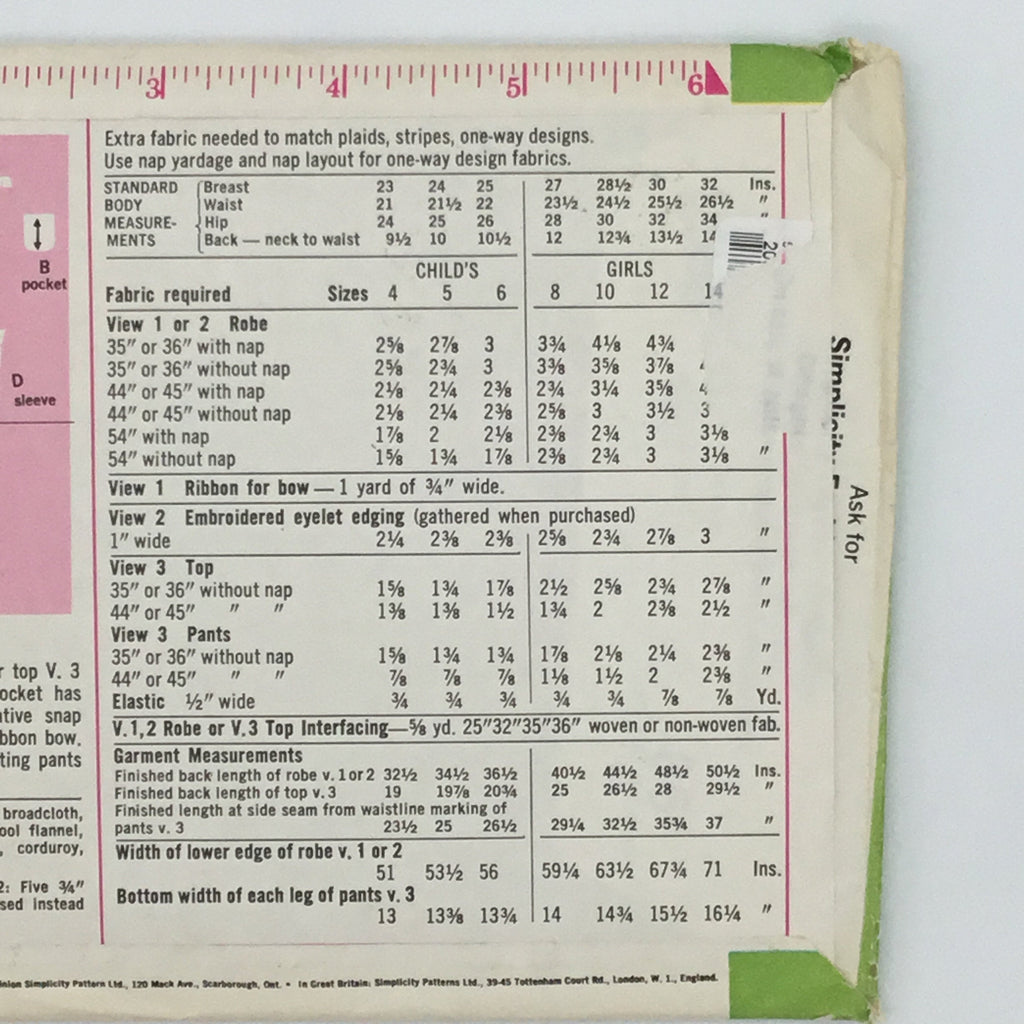 3 4 5 6
Extra fabric needed to match plaids, stripes, one-way designs.
Use nap yardage and nap layout for one-way design fabrics.
STANDARD Breast 23 24 25 27 28½ 30 32 Ins.
BODY Waist 21 21½ 22 23½ 24½ 25½ 26½ "
MEASURE- Hip 24 25 26 28 30 32 34 "
MENTS Back — neck to waist 9½ 10 10½ 12 12¾ 13½
CHILD'S GIRLS
Fabric required Sizes 4 5 6 8 10 12 14
View 1 or 2 Robe
35" or 36" with nap 2⅝ 2⅞ 3 3¾ 4⅛ 4¾
35" or 36" without nap 2⅝ 2¾ 3 3⅜ 3⅝ 3⅞
44" or 45" with nap 2⅛ 2¼ 2⅜ 2¾ 3¼ 3⅝
44" or 45" without nap 2⅛ 2¼ 2⅜ 2⅝ 3 3½ 3
54" with nap 1⅞ 2 2⅛ 2⅜ 2¾ 3 3⅛
54" without nap 1⅝ 1¾ 1⅞ 2⅜ 2¾ 3 3⅛ "
View 1 Ribbon for bow — 1 yard of ¾" wide.
View 2 Embroidered eyelet edging (gathered when purchased)
1" wide 2¼ 2⅜ 2⅜ 2⅝ 2¾ 2⅞ 3 "
View 3 Top
35" or 36" without nap 1⅝ 1¾ 1⅞ 2½ 2⅝ 2¾ 2⅞ "
44" or 45" " " 1⅜ 1⅜ 1½ 1¾ 2 2⅜ 2½ "
View 3 Pants
35" or 36" without nap 1⅝ 1¾ 1¾ 1⅞ 2⅛ 2¼ 2⅜ "
44" or 45" " " ⅞ ⅞ ⅞ 1⅛ 1½ 2 2⅜ "
Elastic ½" wide ¾ ¾ ¾ ¾ ¾ ⅞ ⅞ Yd.
V.1,2 Robe or V.3 Top Interfacing—⅝ yd. 25"32"35"36" woven or non-woven fab.
Garment Measurements
Finished back length of robe v. 1 or 2 32½ 34½ 36½ 40½ 44½ 48½ 50½ Ins.
Finished back length of top v. 3 19 19⅞ 20¾ 25 26½ 28 29½ "
Finished length at side seam from waistline marking of
pants v. 3 23½ 25 26½ 29¼ 32½ 35¾ 37 "
Width of lower edge of robe v. 1 or 2
51 53½ 56 59¼ 63½ 67¾ 71 Ins.
Bottom width of each leg of pants v. 3
13 13⅜ 13¾ 14 14¾ 15½ 16¼ "
B
pocket
D
sleeve
top V. 3
ocket has
snap
bow.
pants
broadcloth,
flannel,
corduroy,
2: Five ¾"
instead
Simplicity Pattern Ltd., 120 Mack Ave., Scarborough, Ont. • In Great Britain: Simplicity Patterns Ltd., 39-45 Tottenham Court Rd., London, W. 1., England.
Simplicity
Ask for